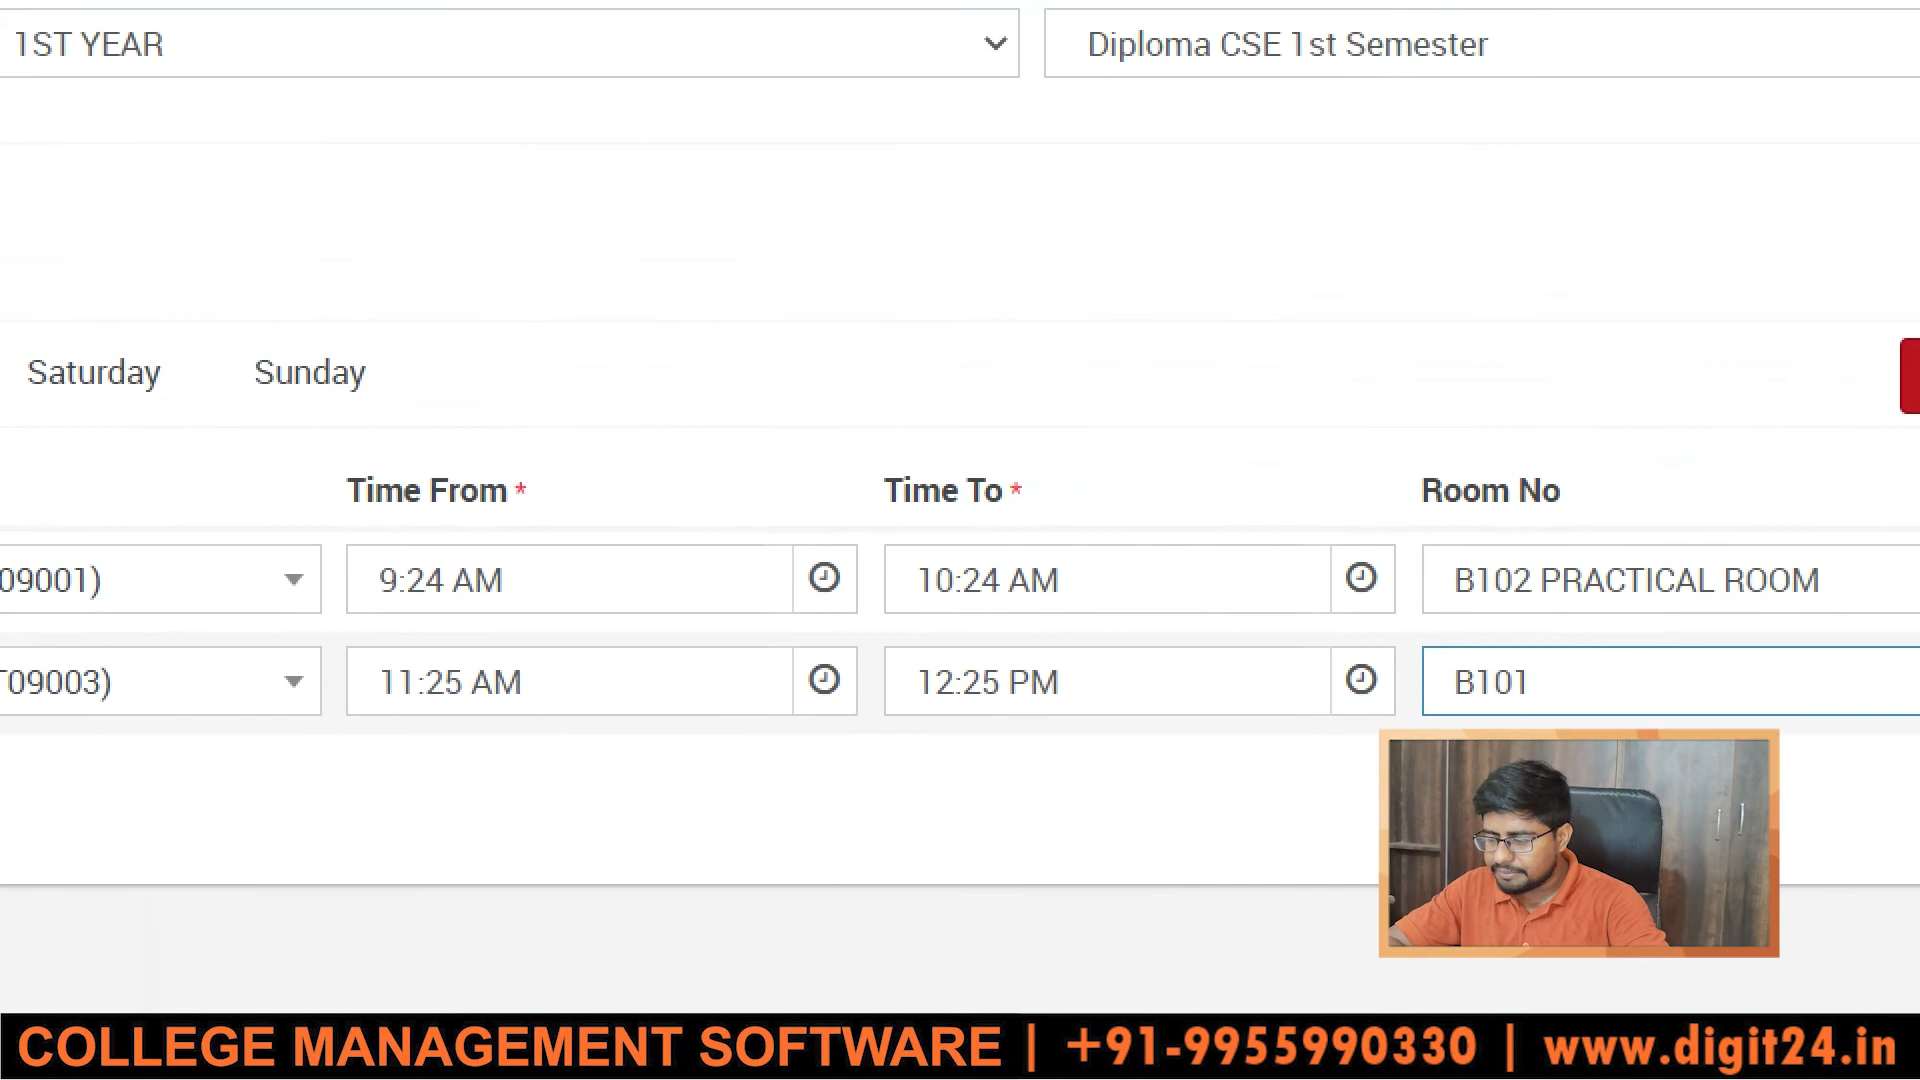 1ST YEAR Diploma CSE 1st Semester
Saturday Sunday
Time From * Time To * Room No
09001) 9:24 AM 10:24 AM B102 PRACTICAL ROOM
T09003) 11:25 AM 12:25 PM B101
COLLEGE MANAGEMENT SOFTWARE | +91-9955990330 | www.digit24.in